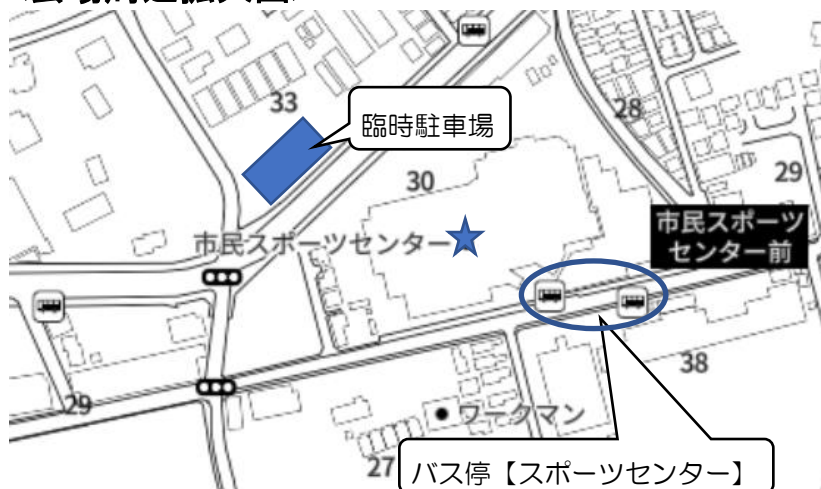 33
臨時駐車場
28
30
29
市民スポーツセンター
市民スポーツ
センター前
38
29
ワークマン
27
バス停【スポーツセンター】